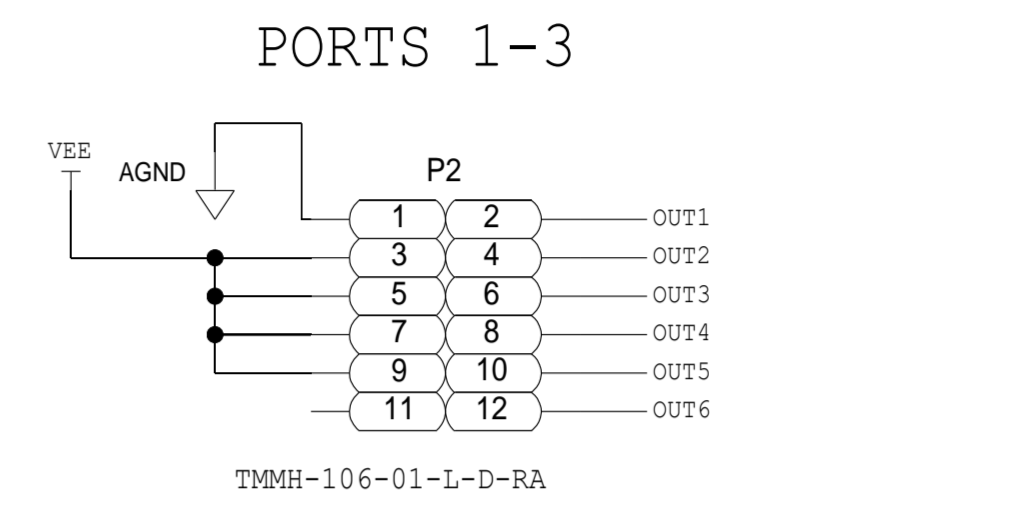 PORTS 1-3
VEE
AGND
P2
1 2 OUT1
3 4 OUT2
5 6 OUT3
7 8 OUT4
9 10 OUT5
11 12 OUT6
TMMH-106-01-L-D-RA